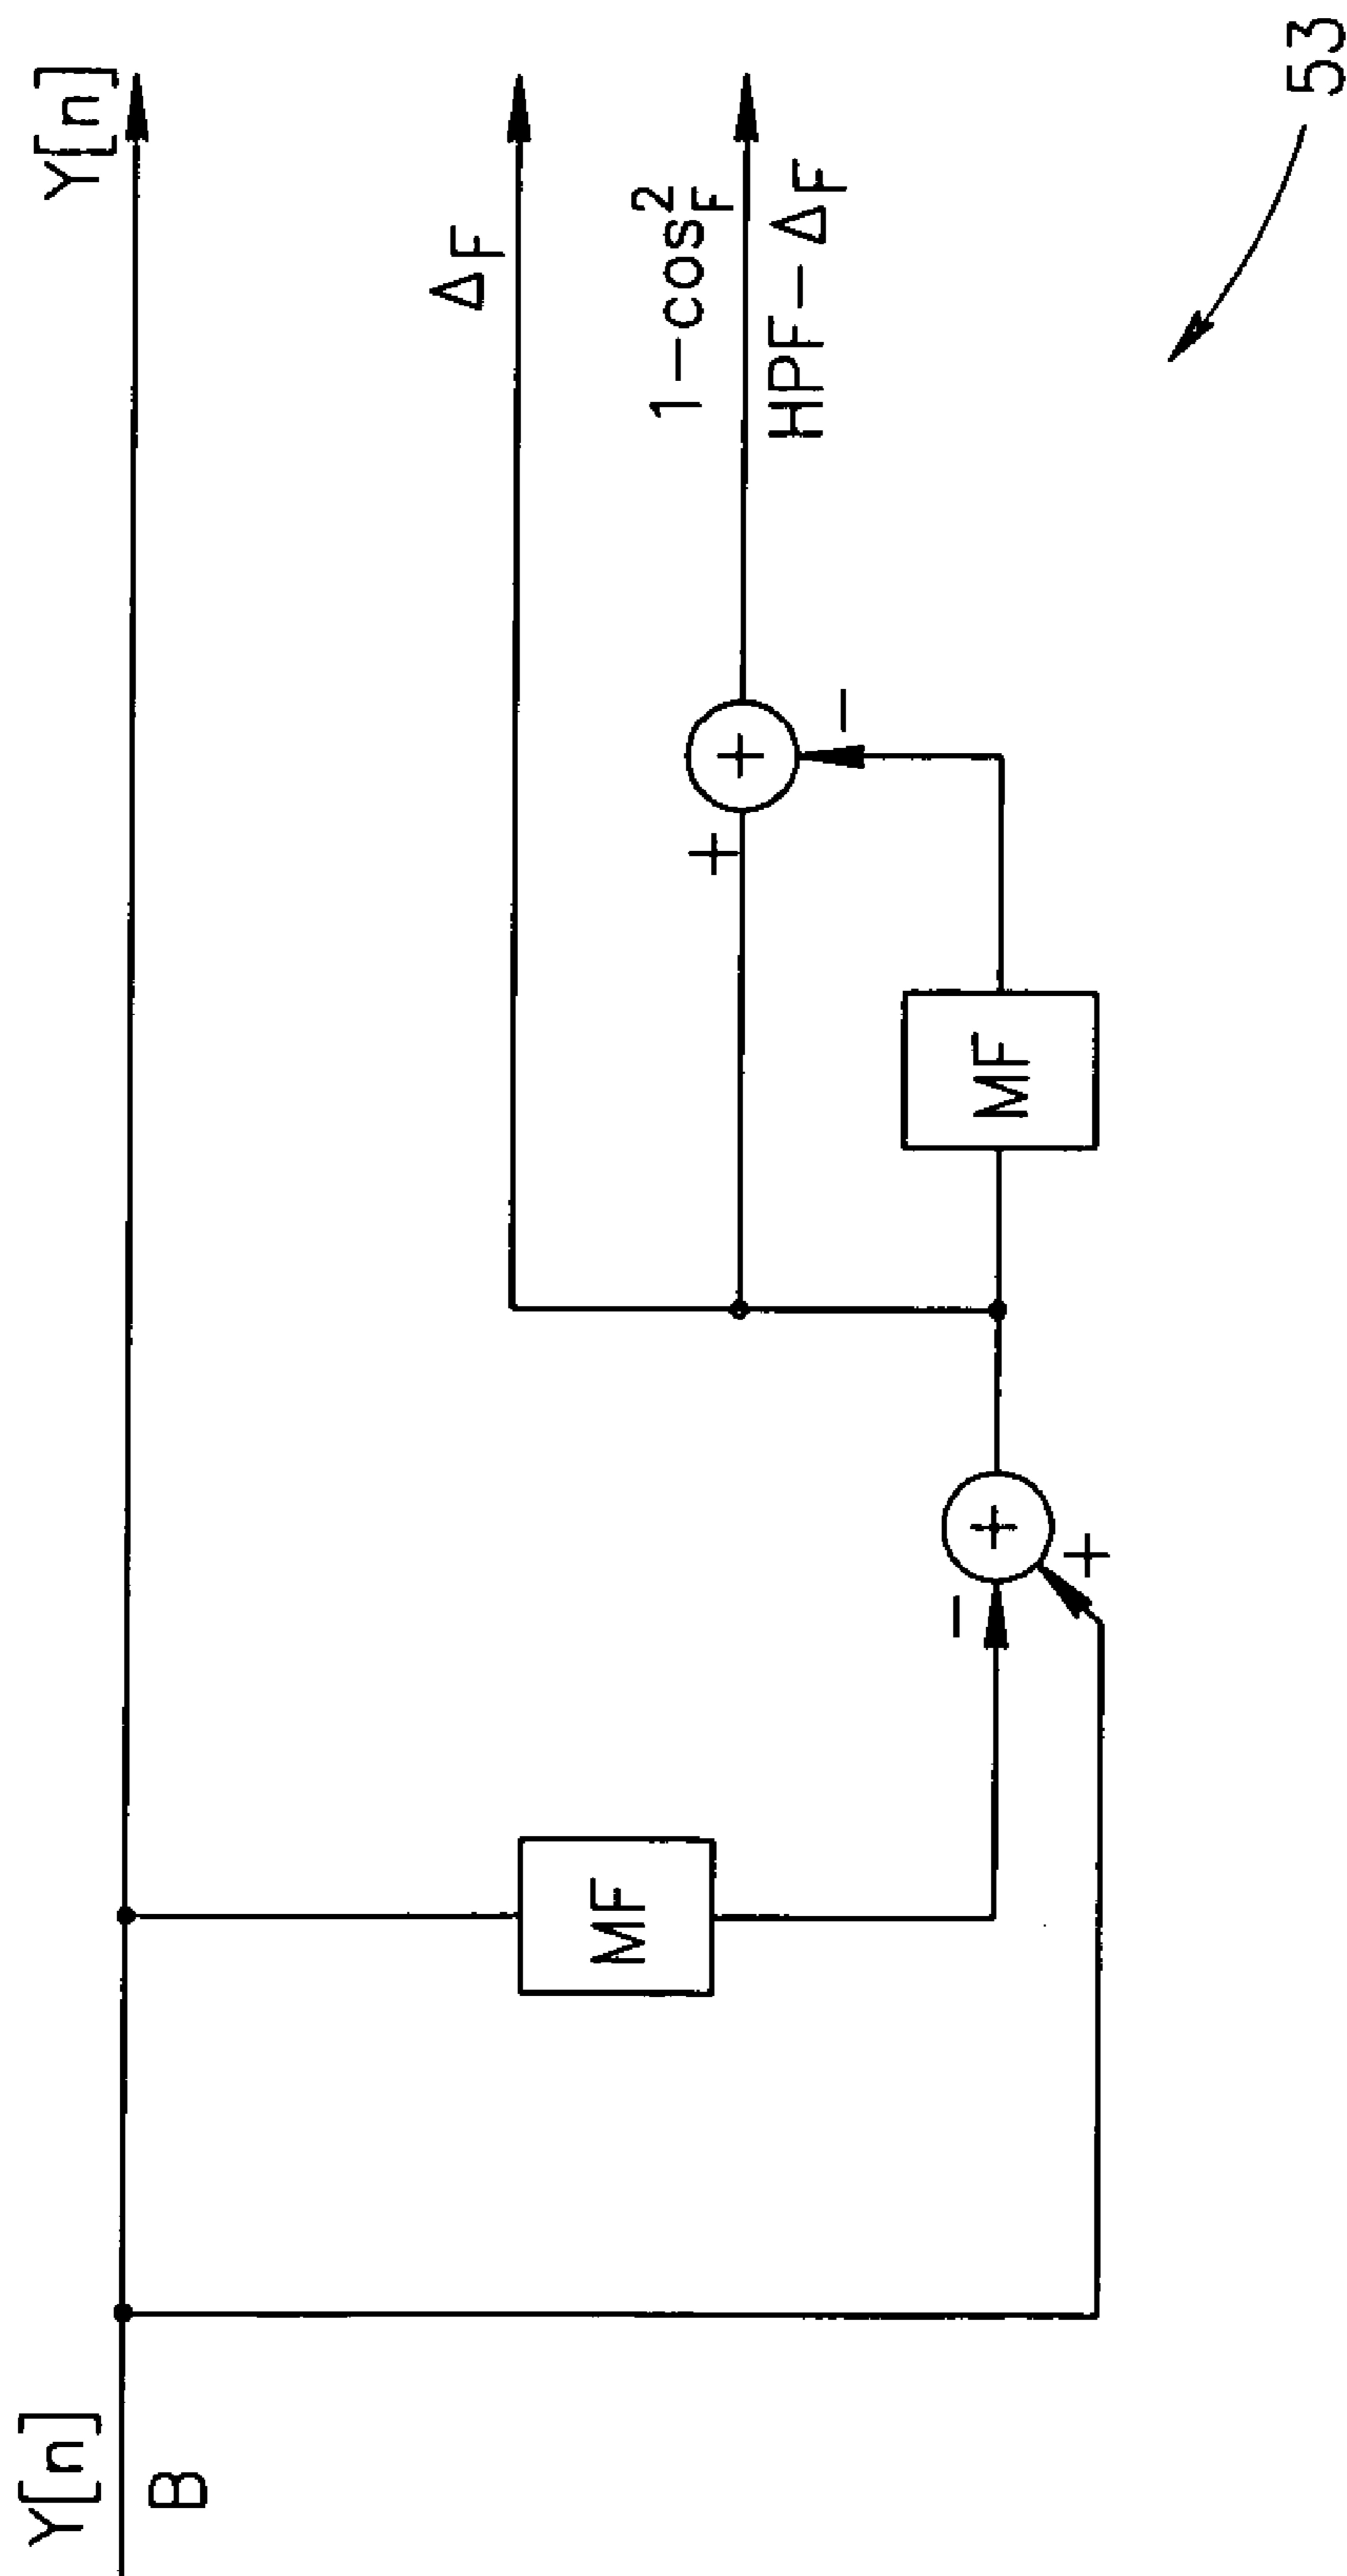 Y[n]
B
Y[n]
MF
−
+
+
ΔF
MF
+
+
−
1−cos²F
HPF−ΔF
53